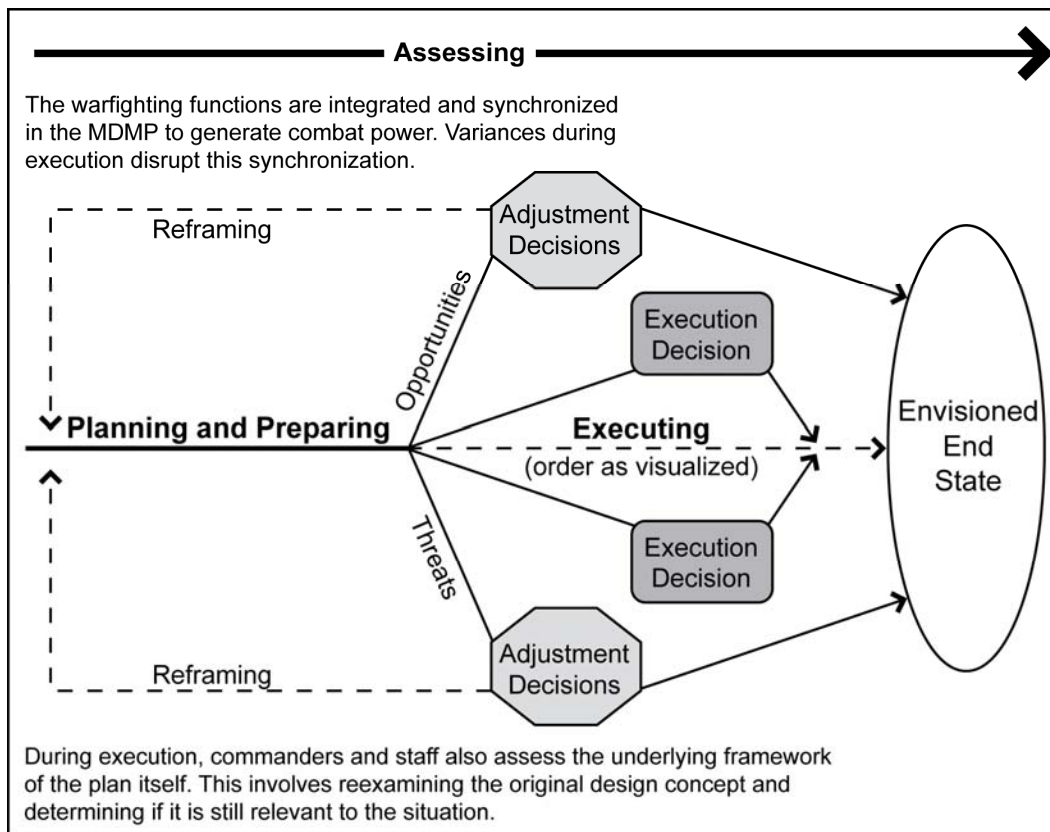 Assessing
The warfighting functions are integrated and synchronized
in the MDMP to generate combat power. Variances during
execution disrupt this synchronization.
Reframing
Adjustment
Decisions
Opportunities
Execution
Decision
Planning and Preparing
Executing
(order as visualized)
Envisioned
End
State
Threats
Execution
Decision
Reframing
Adjustment
Decisions
During execution, commanders and staff also assess the underlying framework
of the plan itself. This involves reexamining the original design concept and
determining if it is still relevant to the situation.